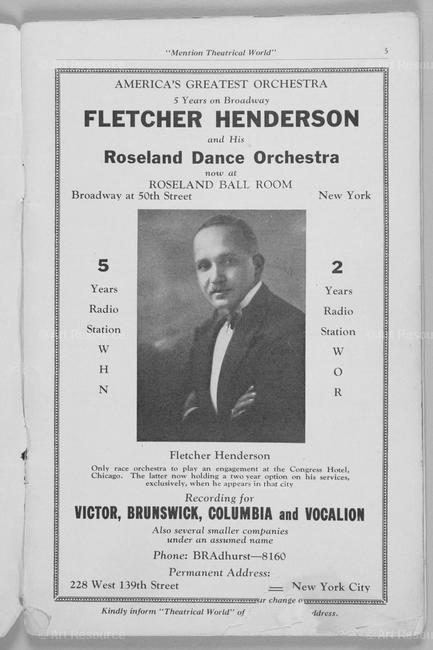 "Mention Theatrical World"
5
AMERICA'S GREATEST ORCHESTRA
5 Years on Broadway
FLETCHER HENDERSON
and His
Roseland Dance Orchestra
now at
ROSELAND BALL ROOM
Broadway at 50th Street New York
5
Years
Radio
Station
W
H
N
2
Years
Radio
Station
W
O
R
Fletcher Henderson
Only race orchestra to play an engagement at the Congress Hotel,
Chicago. The latter now holding a two year option on his services,
exclusively, when he appears in that city
Recording for
VICTOR, BRUNSWICK, COLUMBIA and VOCALION
Also several smaller companies
under an assumed name
Phone: BRAdhurst—8160
Permanent Address:
228 West 139th Street New York City
ur change o
Kindly inform "Theatrical World" of ddress.
© Art Resource